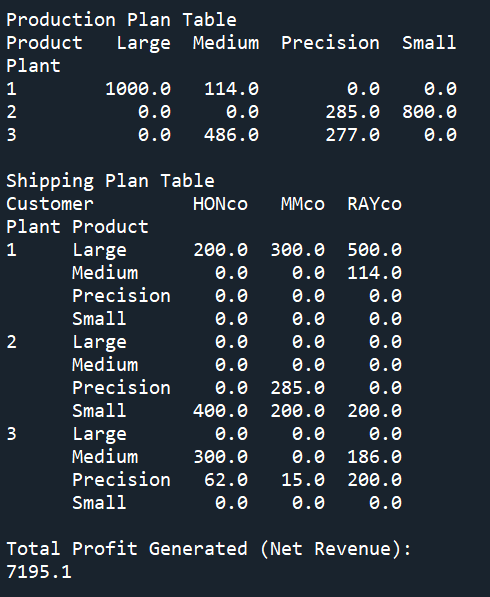 Production Plan Table
Product   Large  Medium  Precision  Small
Plant
1        1000.0   114.0        0.0    0.0
2           0.0     0.0      285.0  800.0
3           0.0   486.0      277.0    0.0

Shipping Plan Table
Customer         HONco   MMco  RAYco
Plant Product
1     Large      200.0  300.0  500.0
      Medium       0.0    0.0  114.0
      Precision    0.0    0.0    0.0
      Small        0.0    0.0    0.0
2     Large        0.0    0.0    0.0
      Medium       0.0    0.0    0.0
      Precision    0.0  285.0    0.0
      Small      400.0  200.0  200.0
3     Large        0.0    0.0    0.0
      Medium     300.0    0.0  186.0
      Precision   62.0   15.0  200.0
      Small        0.0    0.0    0.0

Total Profit Generated (Net Revenue):
7195.1